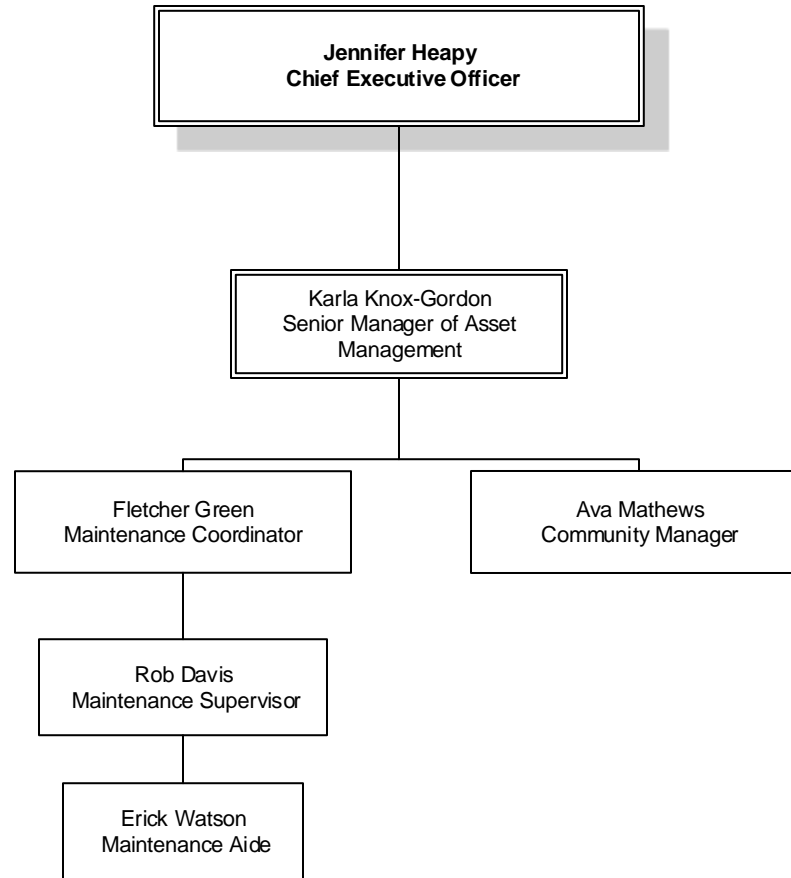 Jennifer Heapy
Chief Executive Officer
Karla Knox-Gordon
Senior Manager of Asset
Management
Fletcher Green
Maintenance Coordinator
Ava Mathews
Community Manager
Rob Davis
Maintenance Supervisor
Erick Watson
Maintenance Aide